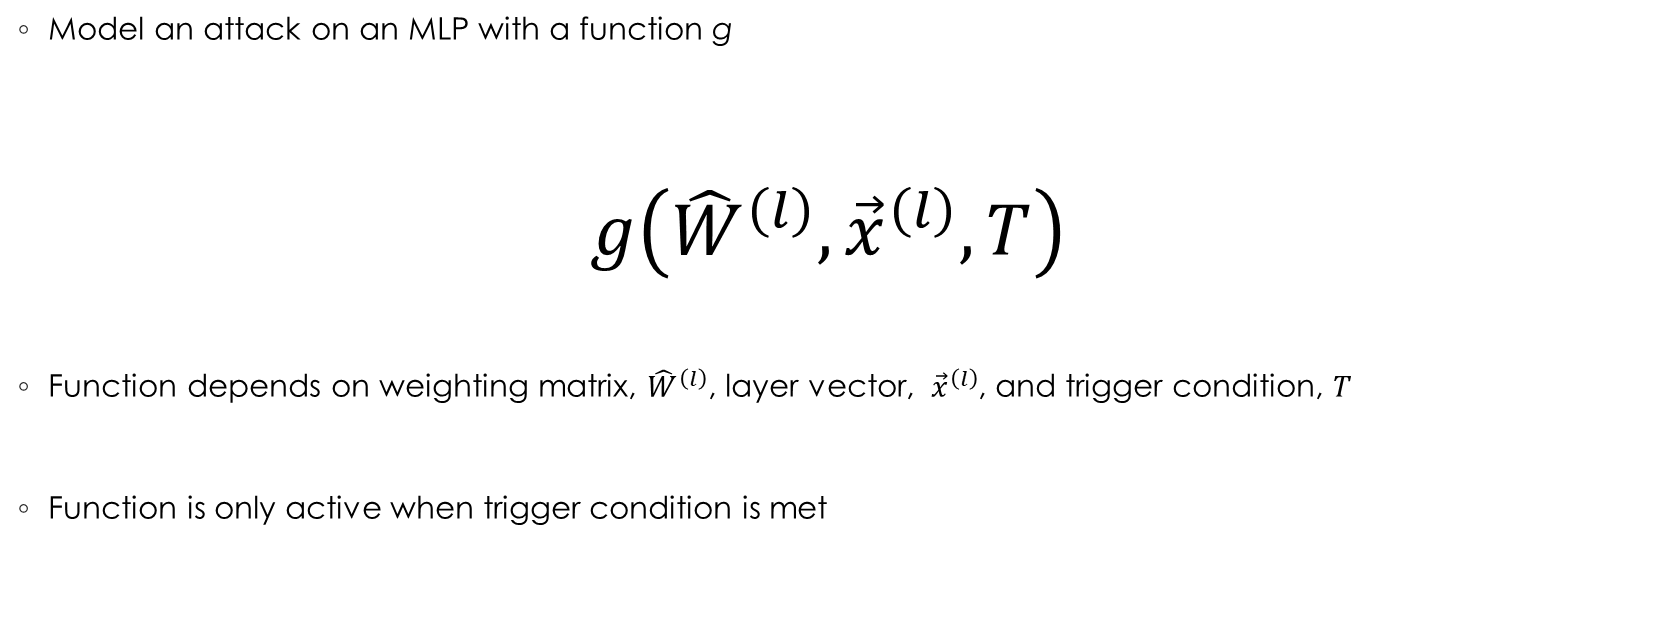 ◦ Model an attack on an MLP with a function g
g(Ŵ⁽ˡ⁾, x⃗⁽ˡ⁾, T)
◦ Function depends on weighting matrix, Ŵ⁽ˡ⁾, layer vector, x⃗⁽ˡ⁾, and trigger condition, T
◦ Function is only active when trigger condition is met